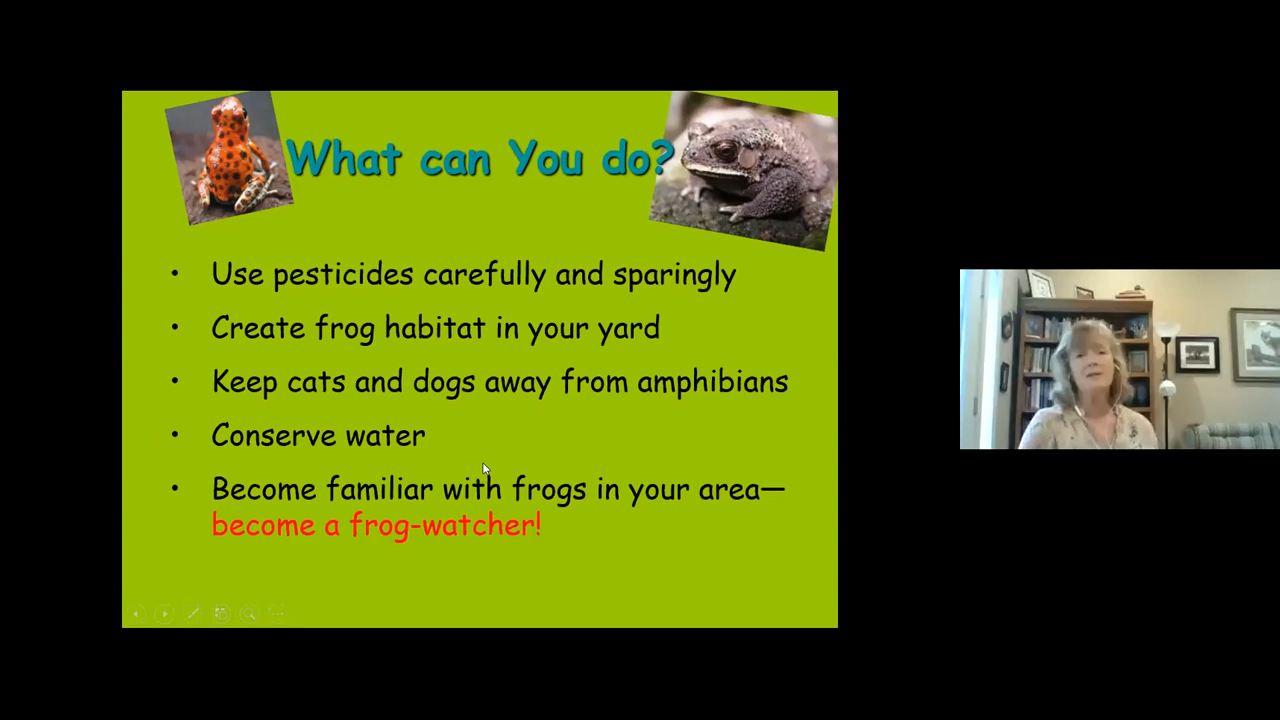 What can You do?
• Use pesticides carefully and sparingly
• Create frog habitat in your yard
• Keep cats and dogs away from amphibians
• Conserve water
• Become familiar with frogs in your area—
become a frog-watcher!